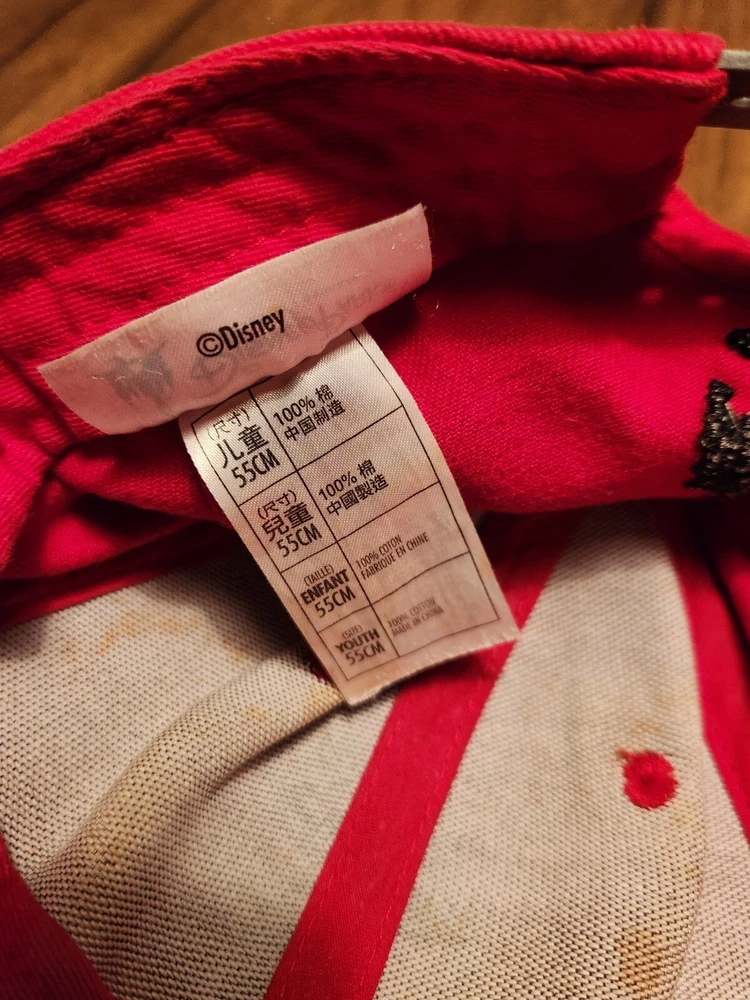 ©Disney
(尺寸)
儿童
55CM
100% 棉
中国制造
(尺寸)
兒童
55CM
100% 棉
中國製造
(TAILLE)
ENFANT
55CM
100% COTON
FABRIQUE EN CHINE
(SIZE)
YOUTH
55CM
100% COTTON
MADE IN CHINA